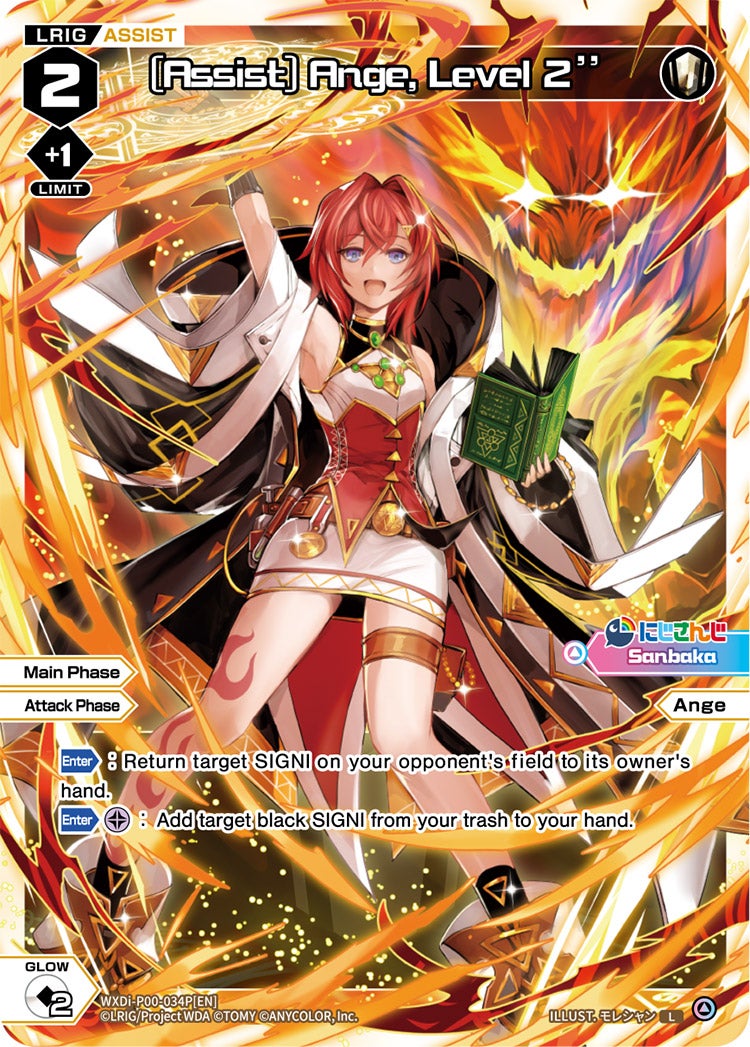 LRIG ASSIST
2
[Assist] Ange, Level 2’’
+1
LIMIT
にじさんじ
Sanbaka
Main Phase
Attack Phase
Ange
Enter : Return target SIGNI on your opponent's field to its owner's
hand.
Enter : Add target black SIGNI from your trash to your hand.
GLOW
2
WXDi-P00-034P[EN]
©LRIG/Project WDA ©TOMY ©ANYCOLOR, Inc.
ILLUST. モレシャン L